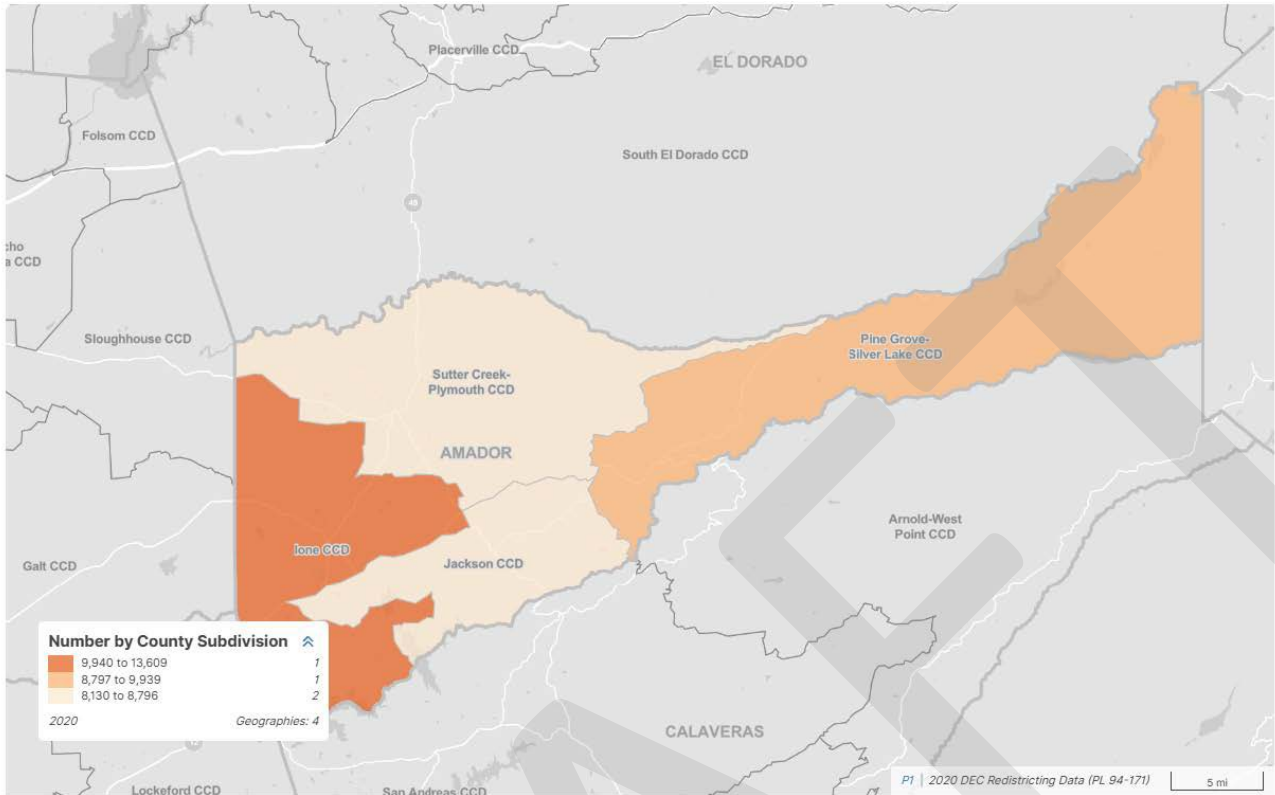 Placerville CCD
EL DORADO
Folsom CCD
South El Dorado CCD
cho
a CCD
Sloughhouse CCD
Pine Grove-
Silver Lake CCD
Sutter Creek-
Plymouth CCD
AMADOR
Arnold-West
Point CCD
Ione CCD
Jackson CCD
Galt CCD
Number by County Subdivision
9,940 to 13,609 1
8,797 to 9,939 1
8,130 to 8,796 2
2020 Geographies: 4
CALAVERAS
P1 | 2020 DEC Redistricting Data (PL 94-171) 5 mi
Lockeford CCD
San Andreas CCD